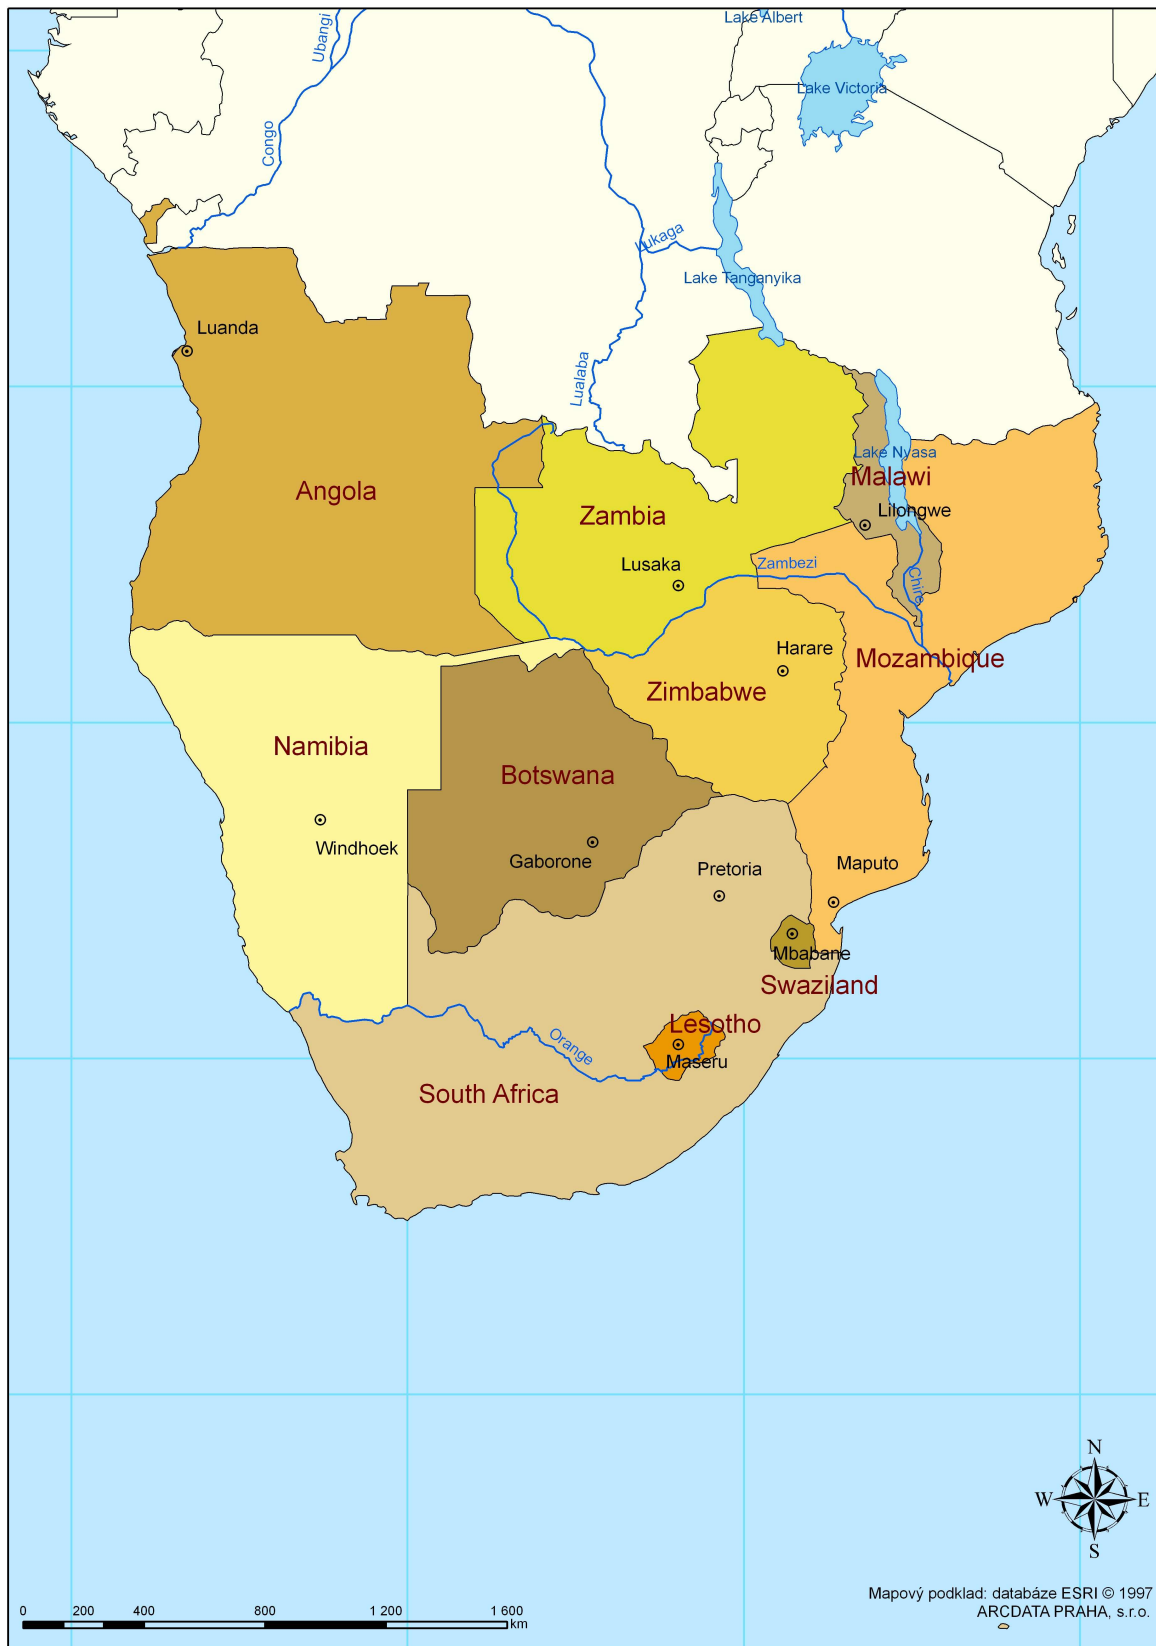 Lake Albert
Ubangi
Lake Victoria
Congo
Lukaga
Lake Tanganyika
Luanda
Lualaba
Lake Nyasa
Malawi
Angola
Lilongwe
Zambia
Zambezi
Lusaka
Chire
Harare
Mozambique
Zimbabwe
Namibia
Botswana
Windhoek
Gaborone
Maputo
Pretoria
Mbabane
Swaziland
Lesotho
Orange
Maseru
South Africa
N
W E
S
Mapový podklad: databáze ESRI © 1997
ARCDATA PRAHA, s.r.o.
0 200 400 800 1 200 1 600
km